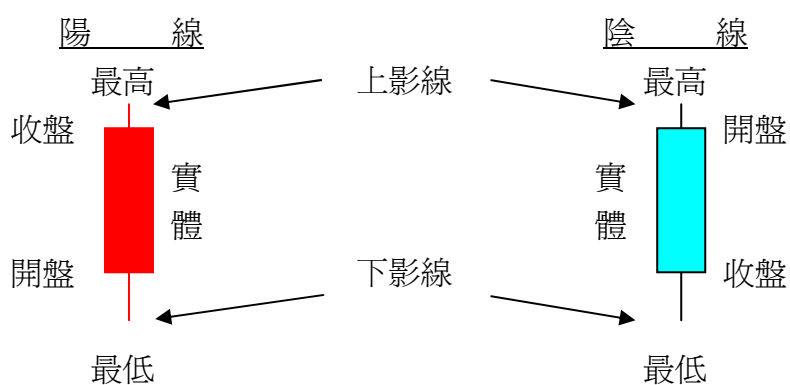 陽 線 陰 線
最高 上影線 最高
收盤 開盤
實體 實體
開盤 下影線 收盤
最低 最低